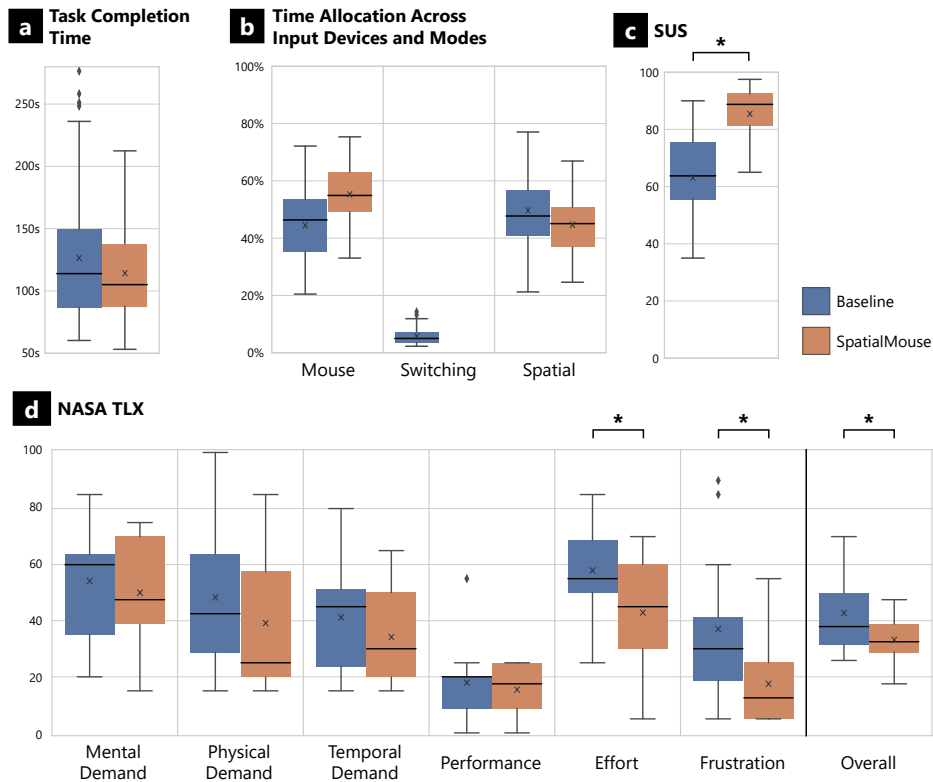 a Task Completion
Time
250s
200s
150s
100s
50s
b Time Allocation Across
Input Devices and Modes
100%
80%
60%
40%
20%
0%
Mouse Switching Spatial
c SUS
*
100
80
60
40
20
0
Baseline
SpatialMouse
d NASA TLX
* * *
100
80
60
40
20
0
Mental
Demand
Physical
Demand
Temporal
Demand
Performance
Effort
Frustration
Overall